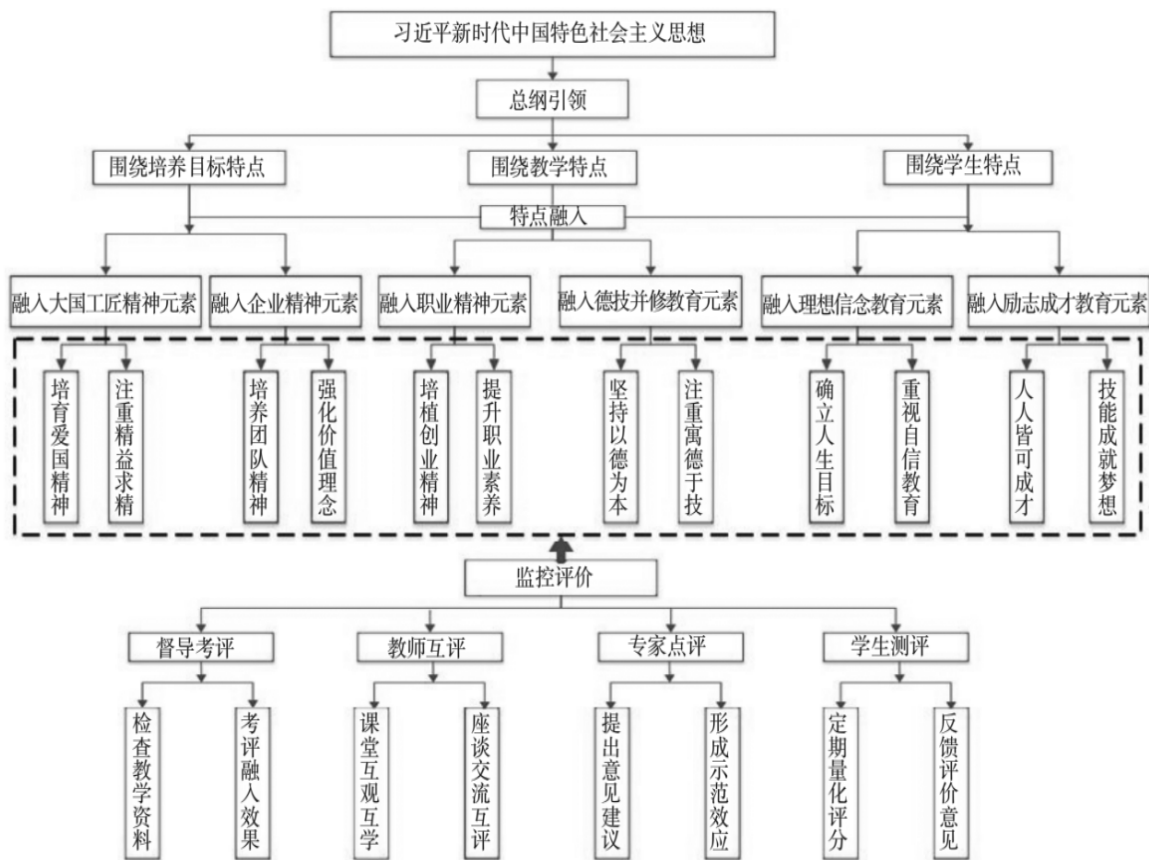 习近平新时代中国特色社会主义思想
总纲引领
围绕培养目标特点
围绕教学特点
围绕学生特点
特点融入
融入大国工匠精神元素
融入企业精神元素
融入职业精神元素
融入德技并修教育元素
融入理想信念教育元素
融入励志成才教育元素
培育爱国精神
注重精益求精
培养团队精神
强化价值理念
培植创业精神
提升职业素养
坚持以德为本
注重寓德于技
确立人生目标
重视自信教育
人人皆可成才
技能成就梦想
监控评价
督导考评
教师互评
专家点评
学生测评
检查教学资料
考评融入效果
课堂互观互学
座谈交流互评
提出意见建议
形成示范效应
定期量化评分
反馈评价意见